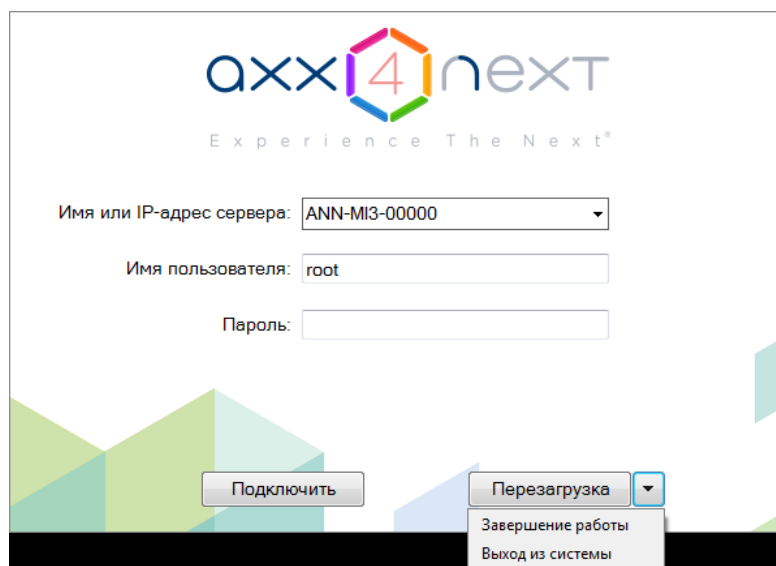 axx4next
Experience The Next®
Имя или IP-адрес сервера: ANN-MI3-00000
Имя пользователя: root
Пароль:
Подключить Перезагрузка
Завершение работы
Выход из системы